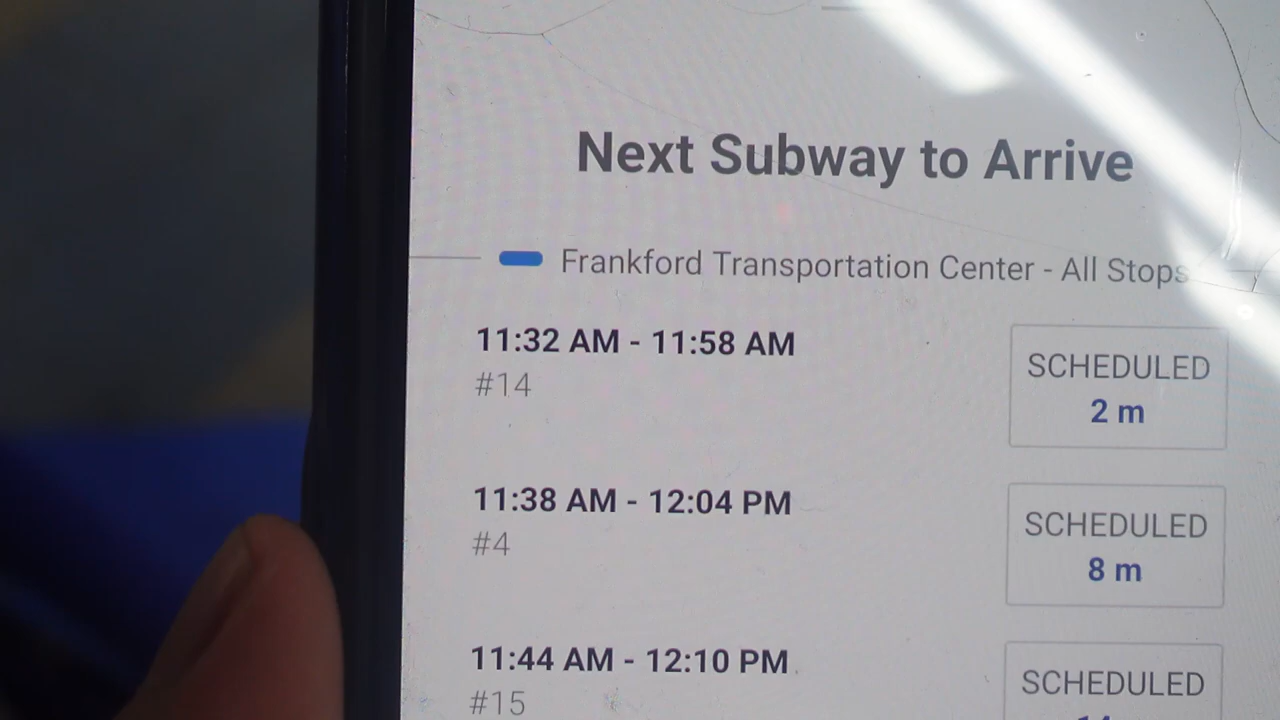 Next Subway to Arrive
Frankford Transportation Center - All Stops
11:32 AM - 11:58 AM
#14
SCHEDULED
2 m
11:38 AM - 12:04 PM
#4
SCHEDULED
8 m
11:44 AM - 12:10 PM
#15
SCHEDULED